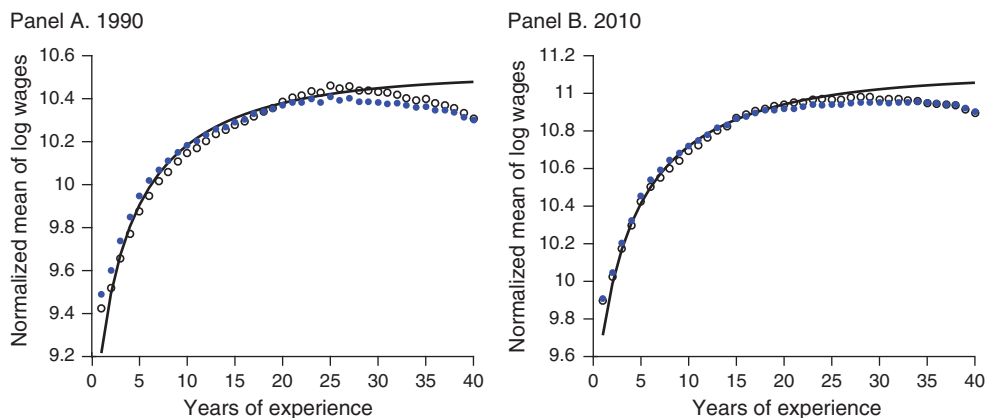 Panel A. 1990
Normalized mean of log wages
10.6
10.4
10.2
10
9.8
9.6
9.4
9.2
0 5 10 15 20 25 30 35 40
Years of experience
Panel B. 2010
Normalized mean of log wages
11.2
11
10.8
10.6
10.4
10.2
10
9.8
9.6
0 5 10 15 20 25 30 35 40
Years of experience